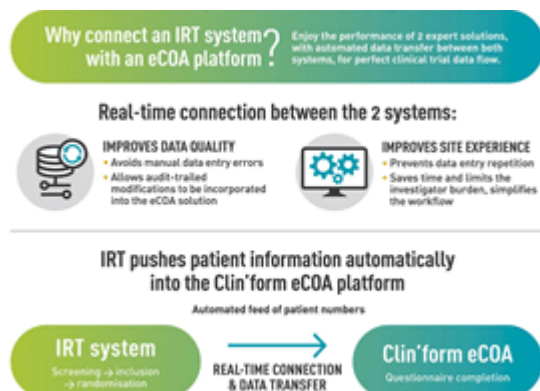 Why connect an IRT system
with an eCOA platform
?
Enjoy the performance of 2 expert solutions,
with automated data transfer between both
systems, for perfect clinical trial data flow.
Real-time connection between the 2 systems:
IMPROVES DATA QUALITY
+ Avoids manual data entry errors
+ Allows audit-trailed
modifications to be incorporated
into the eCOA solution
IMPROVES SITE EXPERIENCE
+ Prevents data entry repetition
+ Saves time and limits the
investigator burden, simplifies
the workflow
IRT pushes patient information automatically
into the Clin'form eCOA platform
Automated feed of patient numbers
IRT system
Screening → inclusion
→ randomisation
REAL-TIME CONNECTION
& DATA TRANSFER
Clin'form eCOA
Questionnaire completion